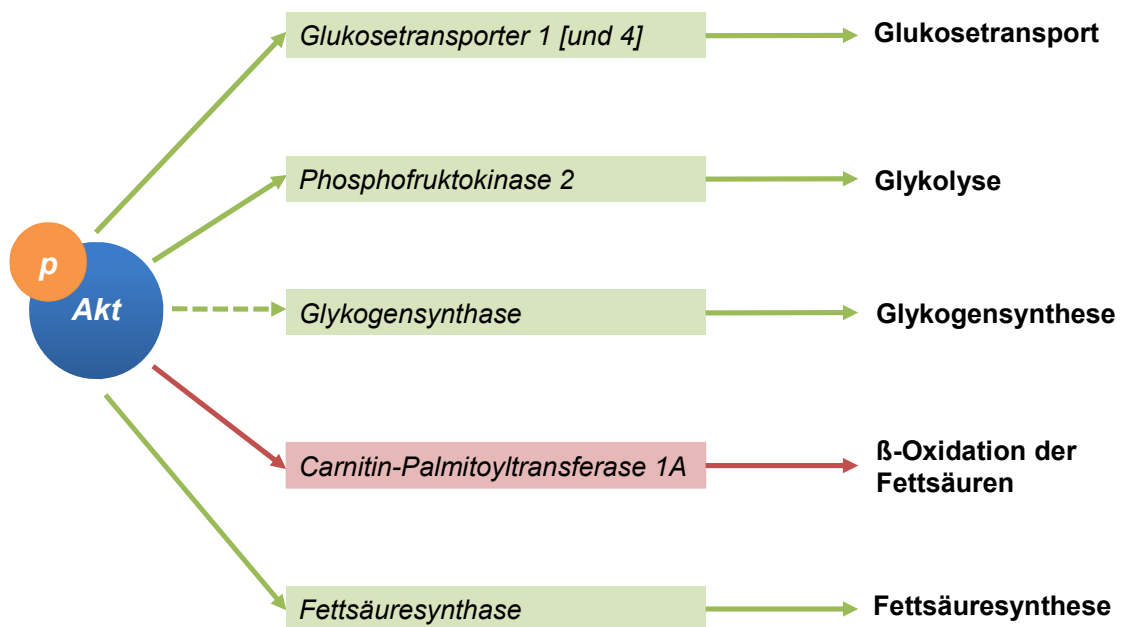 Glukosetransporter 1 [und 4]
Glukosetransport
Phosphofruktokinase 2
Glykolyse
p
Akt
Glykogensynthase
Glykogensynthese
Carnitin-Palmitoyltransferase 1A
ß-Oxidation der
Fettsäuren
Fettsäuresynthase
Fettsäuresynthese